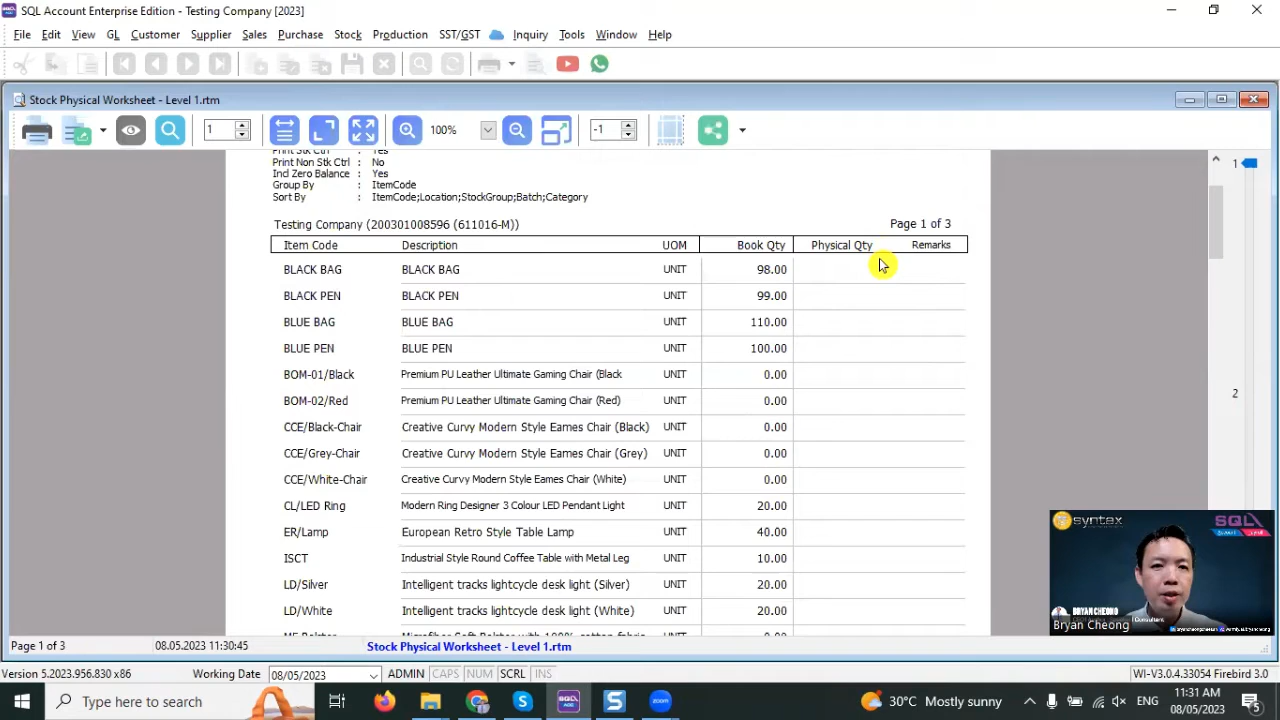 SQL Account Enterprise Edition - Testing Company [2023]
File Edit View GL Customer Supplier Sales Purchase Stock Production SST/GST Inquiry Tools Window Help
Stock Physical Worksheet - Level 1.rtm
1 100% -1
Print Stk Ctrl : Yes
Print Non Stk Ctrl : No
Incl Zero Balance : Yes
Group By : ItemCode
Sort By : ItemCode;Location;StockGroup;Batch;Category
Testing Company (200301008596 (611016-M)) Page 1 of 3
Item Code Description UOM Book Qty Physical Qty Remarks
BLACK BAG BLACK BAG UNIT 98.00
BLACK PEN BLACK PEN UNIT 99.00
BLUE BAG BLUE BAG UNIT 110.00
BLUE PEN BLUE PEN UNIT 100.00
BOM-01/Black Premium PU Leather Ultimate Gaming Chair (Black UNIT 0.00
BOM-02/Red Premium PU Leather Ultimate Gaming Chair (Red) UNIT 0.00
CCE/Black-Chair Creative Curvy Modern Style Eames Chair (Black) UNIT 0.00
CCE/Grey-Chair Creative Curvy Modern Style Eames Chair (Grey) UNIT 0.00
CCE/White-Chair Creative Curvy Modern Style Eames Chair (White) UNIT 0.00
CL/LED Ring Modern Ring Designer 3 Colour LED Pendant Light UNIT 20.00
ER/Lamp European Retro Style Table Lamp UNIT 40.00
ISCT Industrial Style Round Coffee Table with Metal Leg UNIT 10.00
LD/Silver Intelligent tracks lightcycle desk light (Silver) UNIT 20.00
LD/White Intelligent tracks lightcycle desk light (White) UNIT 20.00
1
2
syntex SQL
BRYAN CHEONG
Consultant
Bryan Cheong
Page 1 of 3 08.05.2023 11:30:45 Stock Physical Worksheet - Level 1.rtm
Version 5.2023.956.830 x86 Working Date 08/05/2023 ADMIN CAPS NUM SCRL INS WI-V3.0.4.33054 Firebird 3.0
Type here to search 30°C Mostly sunny ENG 11:31 AM
08/05/2023 5